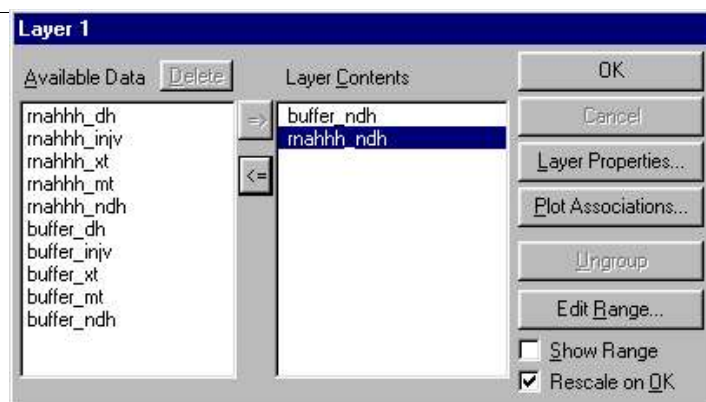 Layer 1
Available Data Delete Layer Contents OK
rnahhh_dh
rnahhh_injv
rnahhh_xt
rnahhh_mt
rnahhh_ndh
buffer_dh
buffer_injv
buffer_xt
buffer_mt
buffer_ndh
=>
<=
buffer_ndh
rnahhh_ndh
Cancel
Layer Properties...
Plot Associations...
Ungroup
Edit Range...
Show Range
Rescale on OK